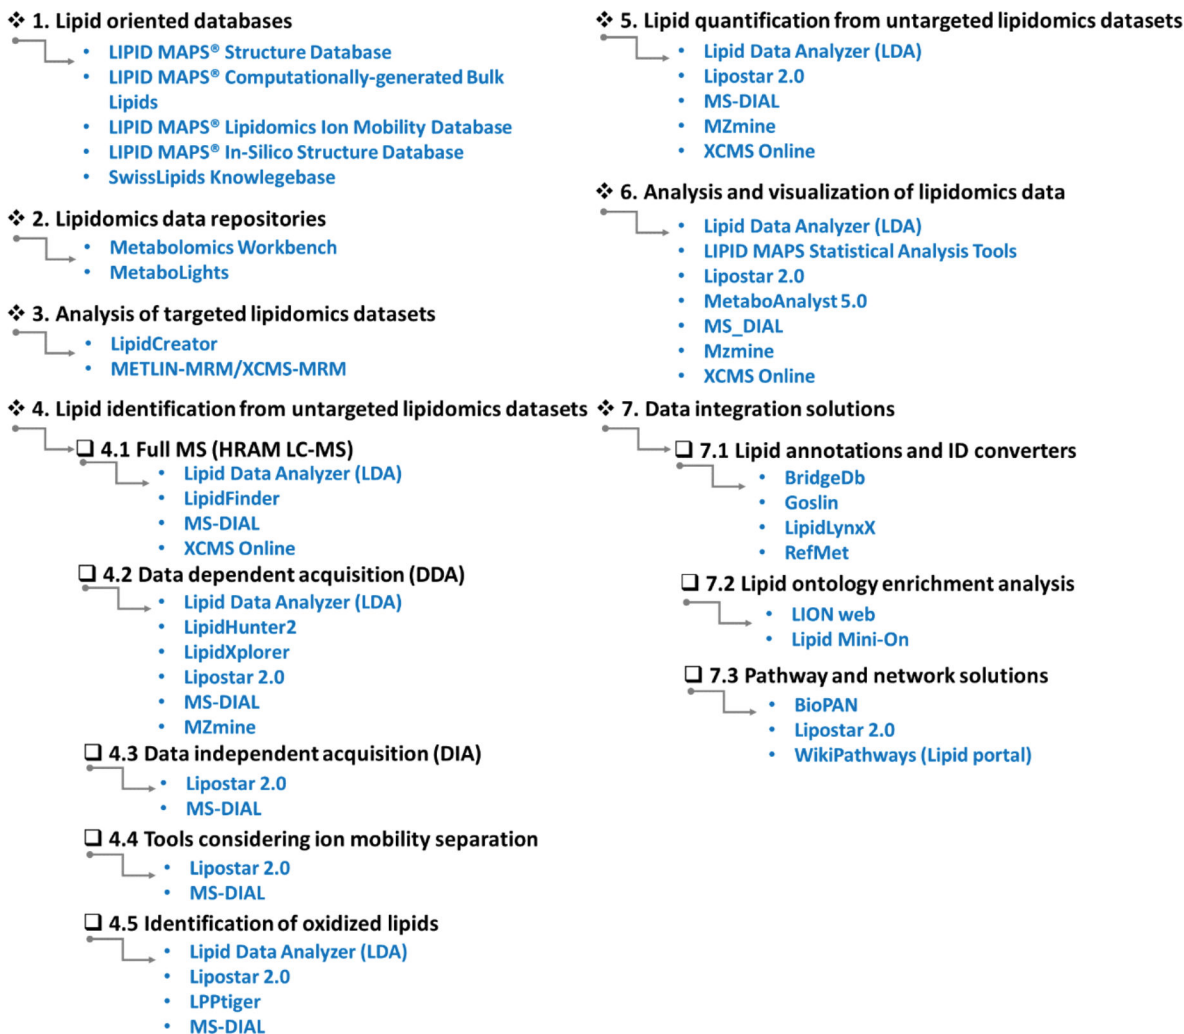 ❖ 1. Lipid oriented databases
• LIPID MAPS® Structure Database
• LIPID MAPS® Computationally-generated Bulk
Lipids
• LIPID MAPS® Lipidomics Ion Mobility Database
• LIPID MAPS® In-Silico Structure Database
• SwissLipids Knowlegebase
❖ 2. Lipidomics data repositories
• Metabolomics Workbench
• MetaboLights
❖ 3. Analysis of targeted lipidomics datasets
• LipidCreator
• METLIN-MRM/XCMS-MRM
❖ 4. Lipid identification from untargeted lipidomics datasets
❑ 4.1 Full MS (HRAM LC-MS)
• Lipid Data Analyzer (LDA)
• LipidFinder
• MS-DIAL
• XCMS Online
❑ 4.2 Data dependent acquisition (DDA)
• Lipid Data Analyzer (LDA)
• LipidHunter2
• LipidXplorer
• Lipostar 2.0
• MS-DIAL
• MZmine
❑ 4.3 Data independent acquisition (DIA)
• Lipostar 2.0
• MS-DIAL
❑ 4.4 Tools considering ion mobility separation
• Lipostar 2.0
• MS-DIAL
❑ 4.5 Identification of oxidized lipids
• Lipid Data Analyzer (LDA)
• Lipostar 2.0
• LPPtiger
• MS-DIAL
❖ 5. Lipid quantification from untargeted lipidomics datasets
• Lipid Data Analyzer (LDA)
• Lipostar 2.0
• MS-DIAL
• MZmine
• XCMS Online
❖ 6. Analysis and visualization of lipidomics data
• Lipid Data Analyzer (LDA)
• LIPID MAPS Statistical Analysis Tools
• Lipostar 2.0
• MetaboAnalyst 5.0
• MS_DIAL
• Mzmine
• XCMS Online
❖ 7. Data integration solutions
❑ 7.1 Lipid annotations and ID converters
• BridgeDb
• Goslin
• LipidLynxX
• RefMet
❑ 7.2 Lipid ontology enrichment analysis
• LION web
• Lipid Mini-On
❑ 7.3 Pathway and network solutions
• BioPAN
• Lipostar 2.0
• WikiPathways (Lipid portal)